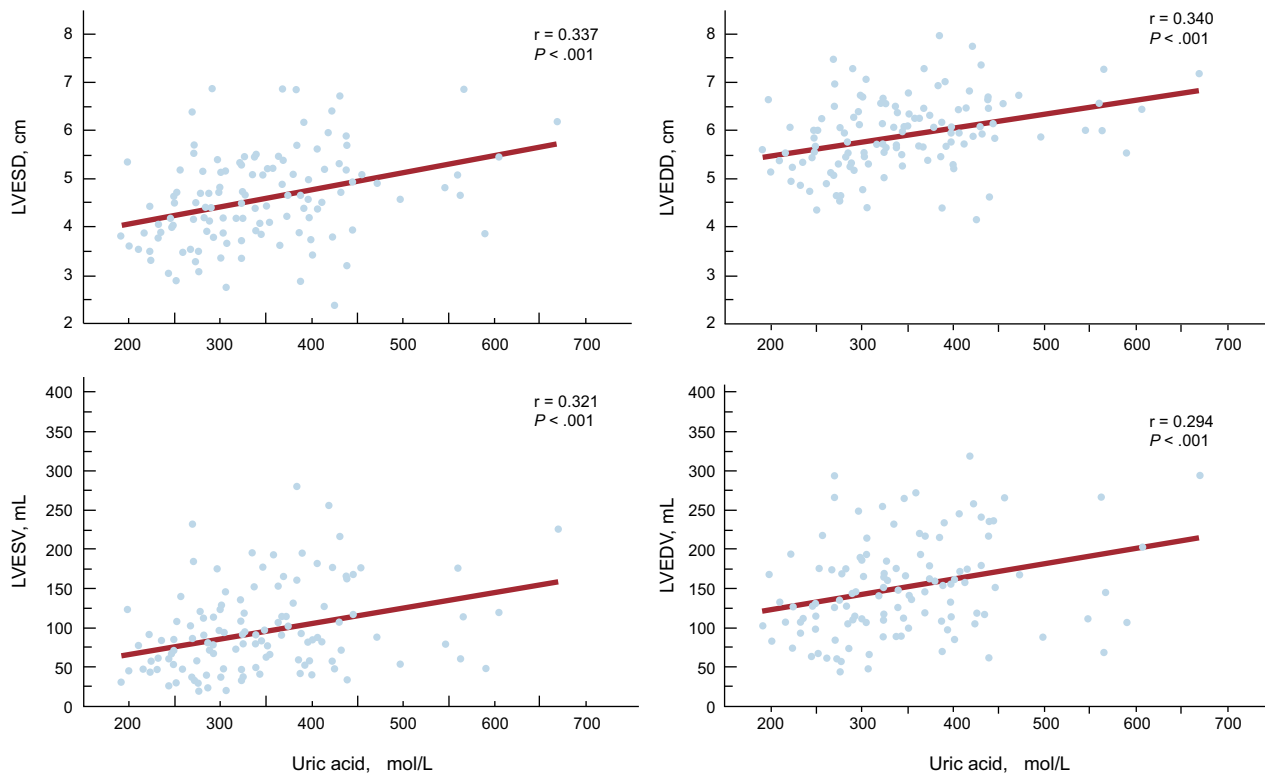 8
7
6
5
4
3
2
LVESD, cm
r = 0.337
P < .001
200 300 400 500 600 700
8
7
6
5
4
3
2
LVEDD, cm
r = 0.340
P < .001
200 300 400 500 600 700
400
350
300
250
200
150
100
50
0
LVESV, mL
r = 0.321
P < .001
200 300 400 500 600 700
Uric acid, mol/L
400
350
300
250
200
150
100
50
0
LVEDV, mL
r = 0.294
P < .001
200 300 400 500 600 700
Uric acid, mol/L